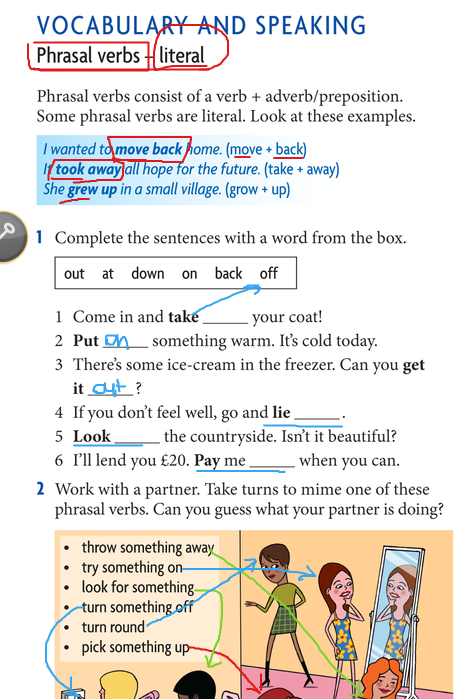 VOCABULARY AND SPEAKING
Phrasal verbs – literal
Phrasal verbs consist of a verb + adverb/preposition.
Some phrasal verbs are literal. Look at these examples.
I wanted to move back home. (move + back)
It took away all hope for the future. (take + away)
She grew up in a small village. (grow + up)
1 Complete the sentences with a word from the box.
out at down on back off
1 Come in and take _____ your coat!
2 Put on something warm. It's cold today.
3 There's some ice-cream in the freezer. Can you get
it out ?
4 If you don't feel well, go and lie _____ .
5 Look _____ the countryside. Isn't it beautiful?
6 I'll lend you £20. Pay me _____ when you can.
2 Work with a partner. Take turns to mime one of these
phrasal verbs. Can you guess what your partner is doing?
• throw something away
• try something on
• look for something
• turn something off
• turn round
• pick something up